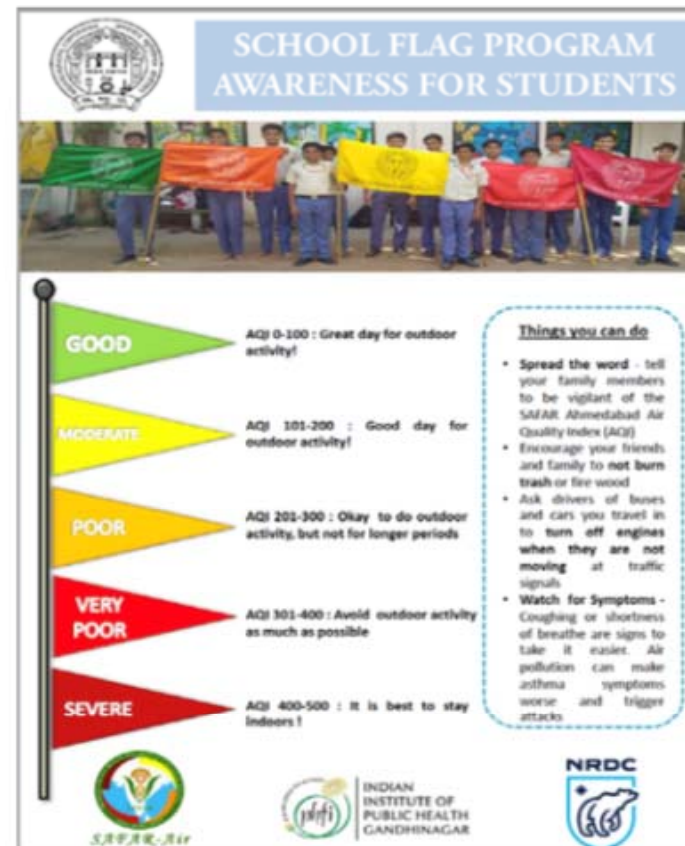 SCHOOL FLAG PROGRAM
AWARENESS FOR STUDENTS
GOOD
AQI 0-100 : Great day for outdoor
activity!
MODERATE
AQI 101-200 : Good day for
outdoor activity!
POOR
AQI 201-300 : Okay to do outdoor
activity, but not for longer periods
VERY
POOR
AQI 301-400 : Avoid outdoor activity
as much as possible
SEVERE
AQI 400-500 : It is best to stay
indoors !
Things you can do
• Spread the word - tell
your family members
to be vigilant of the
SAFAR Ahmedabad Air
Quality Index (AQI)
• Encourage your friends
and family to not burn
trash or fire wood
• Ask drivers of buses
and cars you travel in
to turn off engines
when they are not
moving at traffic
signals
• Watch for Symptoms -
Coughing or shortness
of breathe are signs to
take it easier. Air
pollution can make
asthma symptoms
worse and trigger
attacks
SAFAR-Air
phfi
INDIAN
INSTITUTE OF
PUBLIC HEALTH
GANDHINAGAR
NRDC